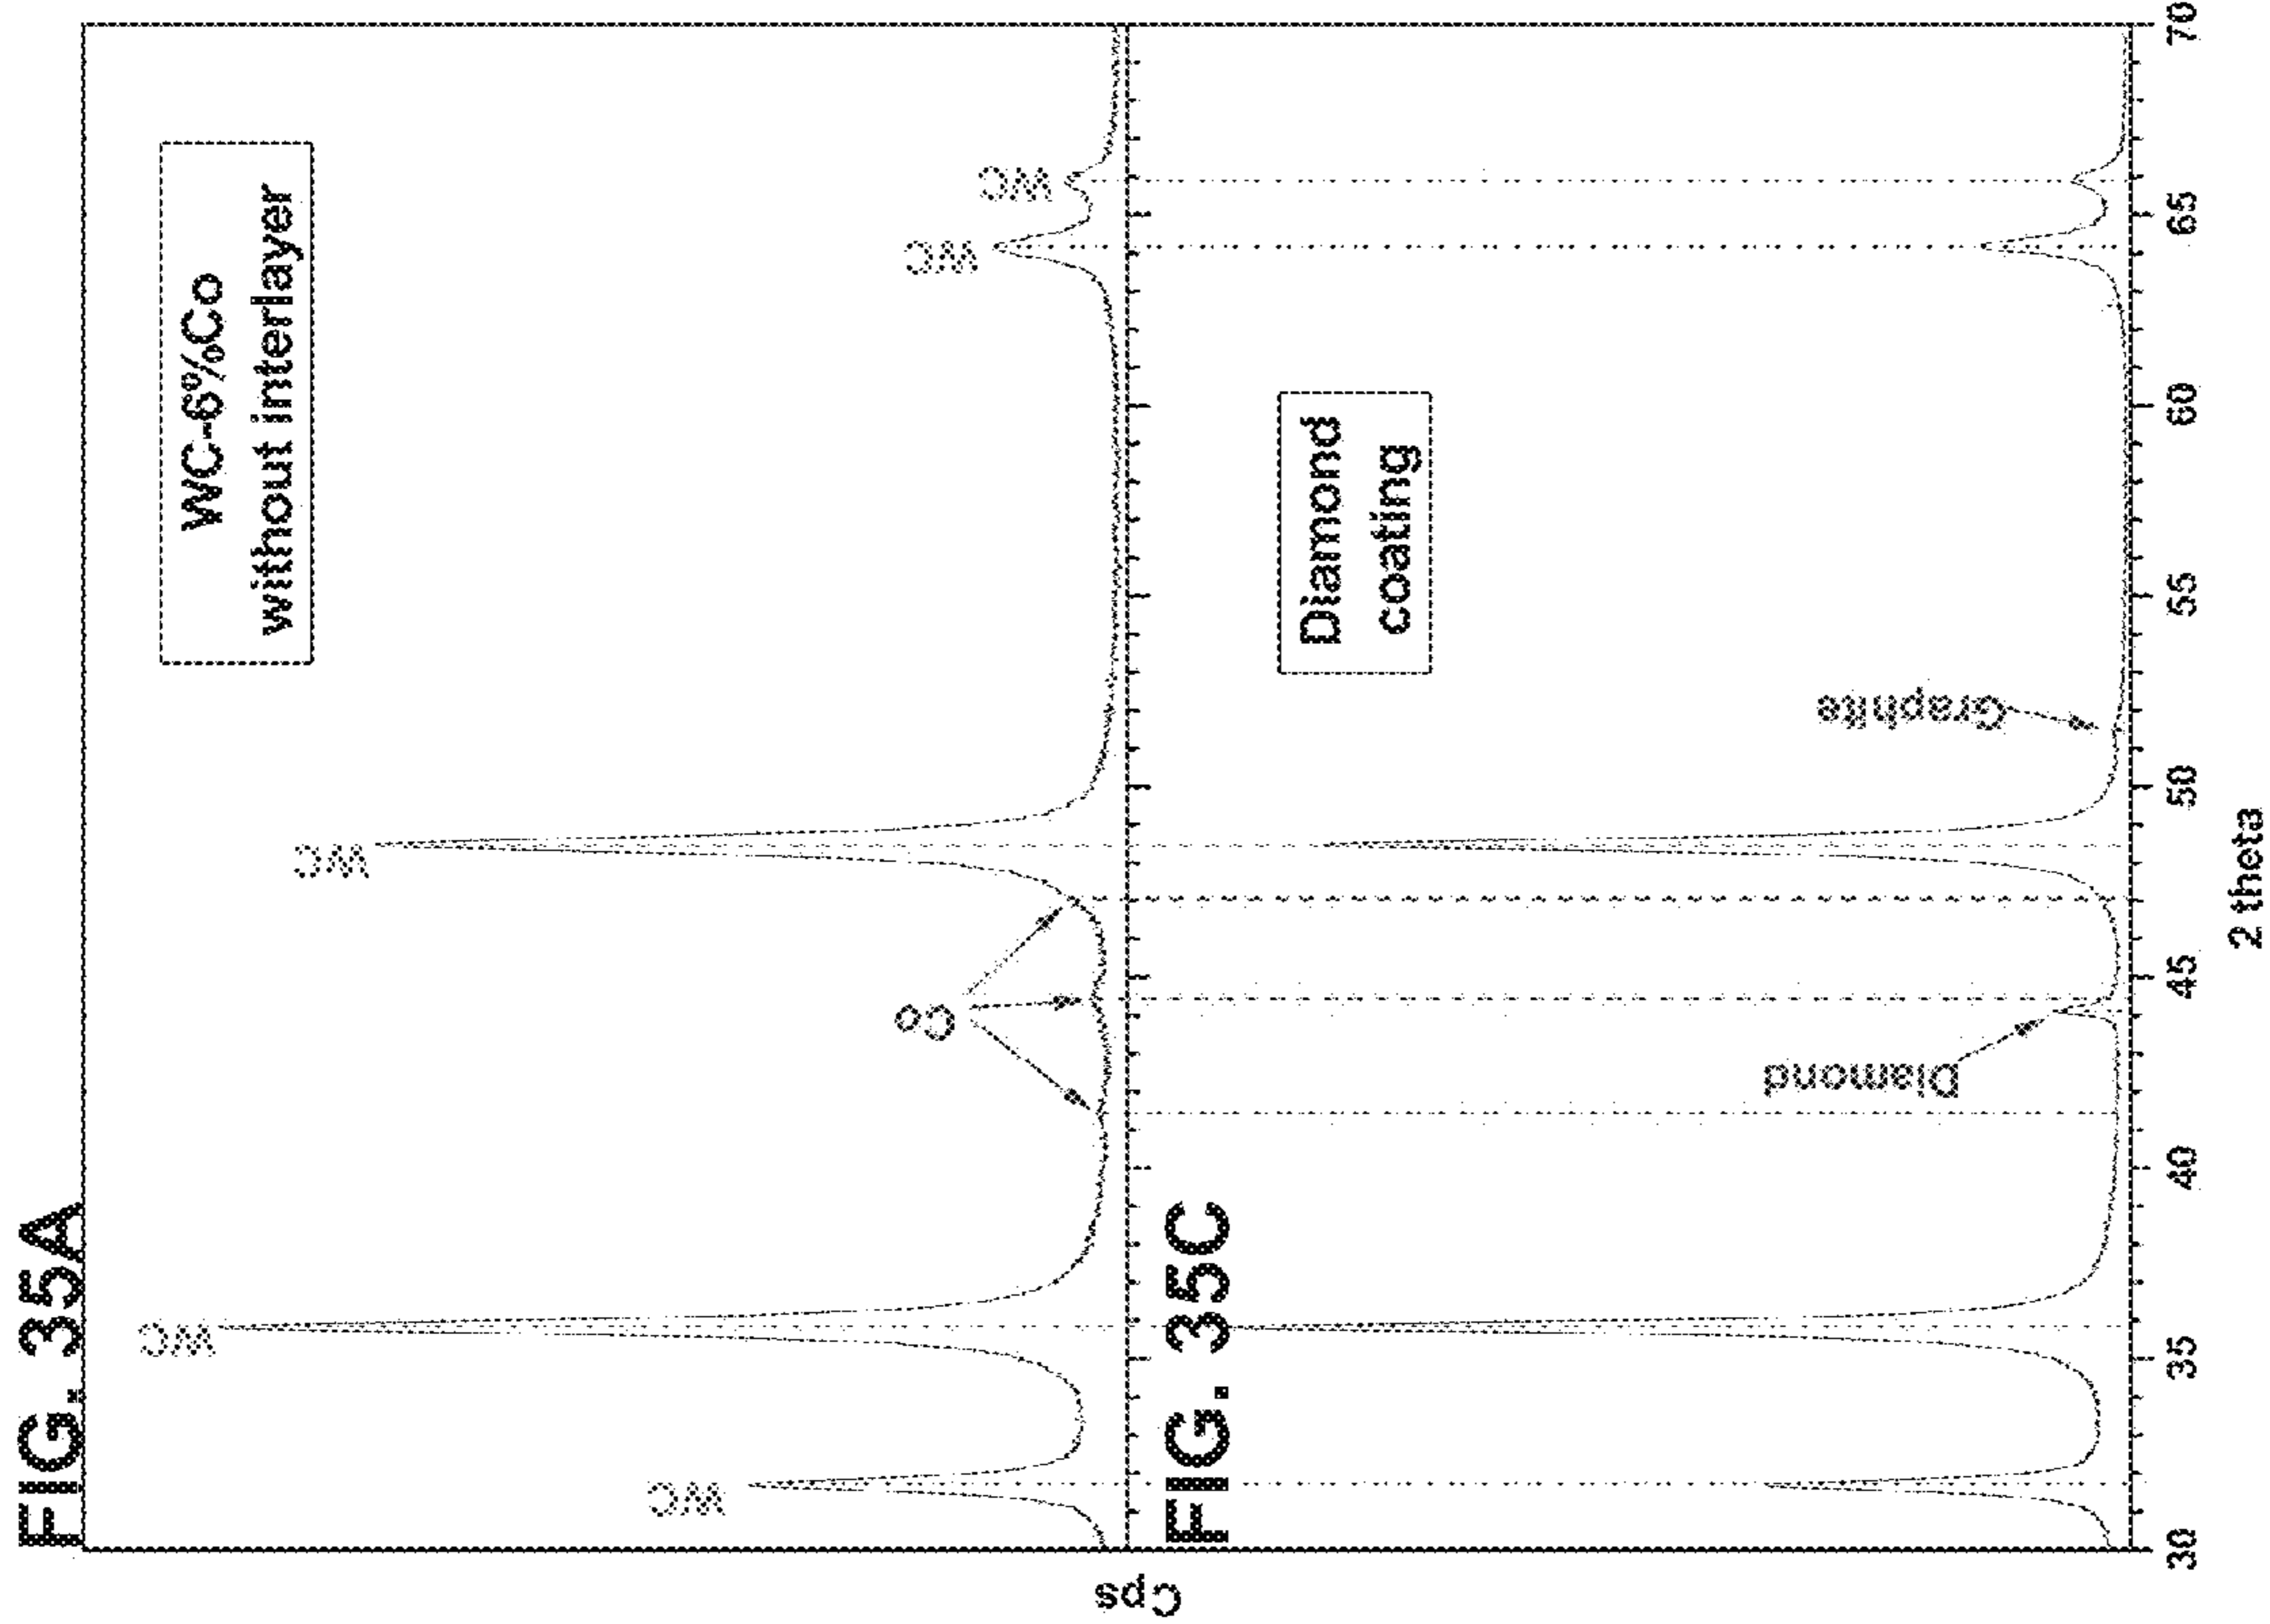 FIG. 35A
WC-6%Co
without interlayer
WC
WC
WC
WC
WC
Co
FIG. 35C
Diamond
coating
Diamond
Graphite
Cps
30
35
40
45
50
55
60
65
70
2 theta